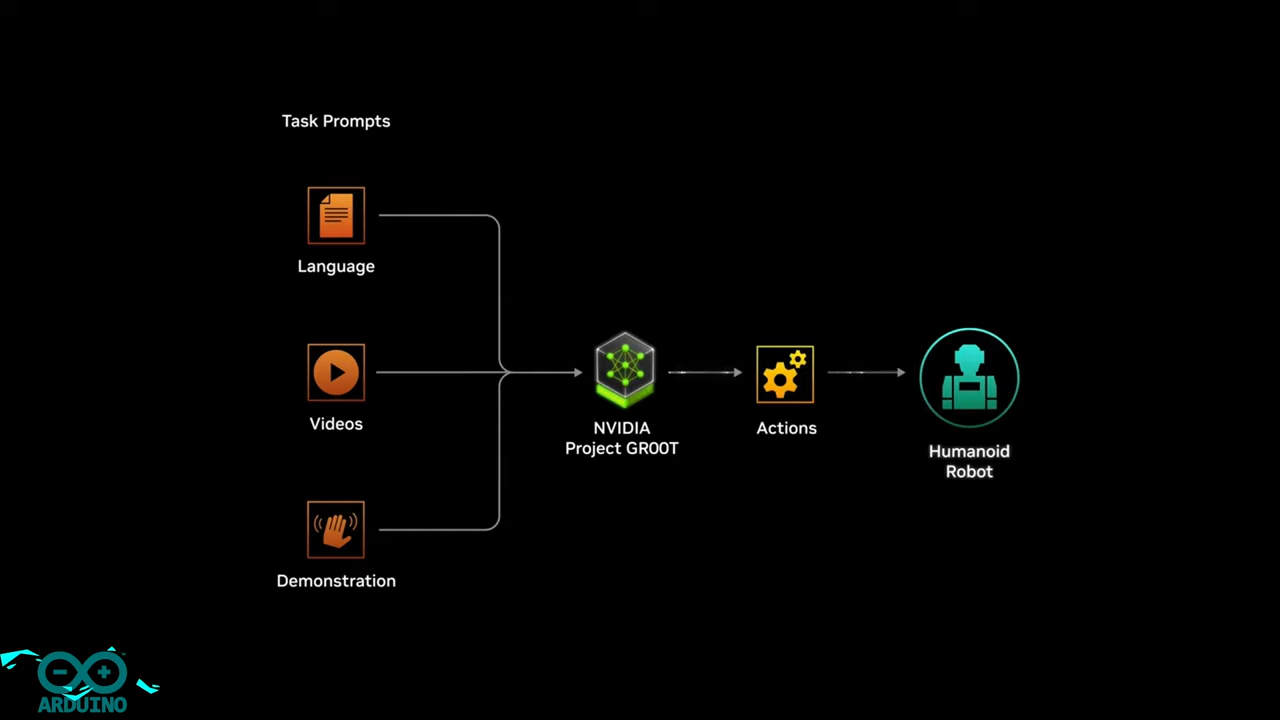 Task Prompts
Language
Videos
Demonstration
NVIDIA
Project GR00T
Actions
Humanoid
Robot
ARDUINO